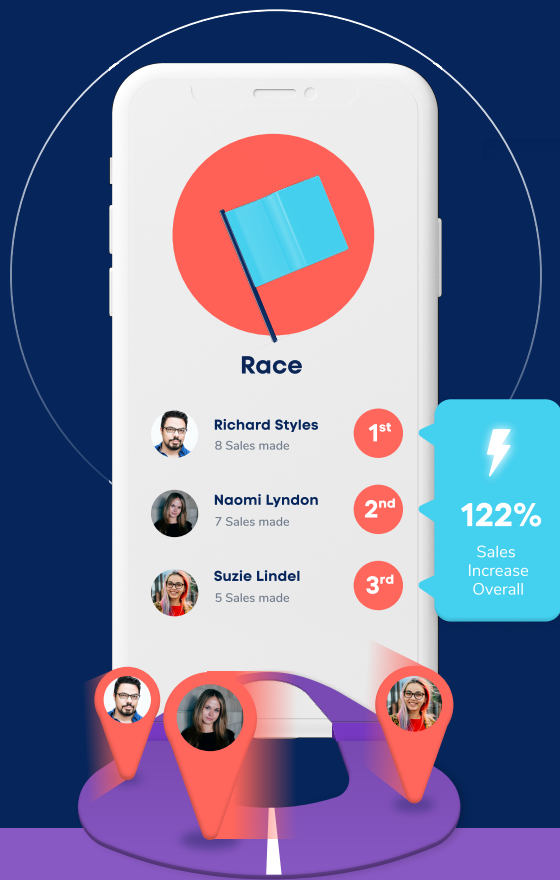 Race
Richard Styles
8 Sales made
1st
Naomi Lyndon
7 Sales made
2nd
Suzie Lindel
5 Sales made
3rd
122%
Sales
Increase
Overall